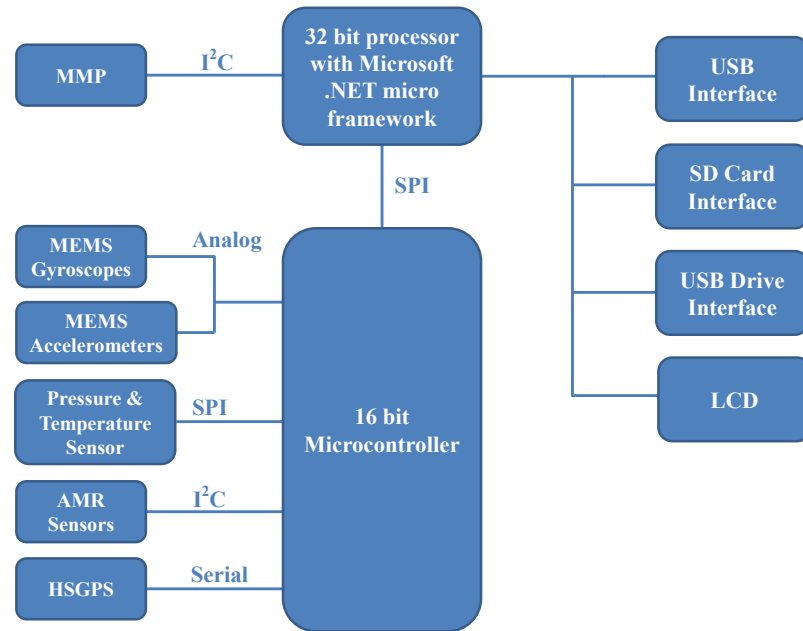 MMP
I²C
32 bit processor
with Microsoft
.NET micro
framework
USB
Interface
SPI
SD Card
Interface
MEMS
Gyroscopes
Analog
USB Drive
Interface
MEMS
Accelerometers
Pressure &
Temperature
Sensor
SPI
16 bit
Microcontroller
LCD
AMR
Sensors
I²C
HSGPS
Serial